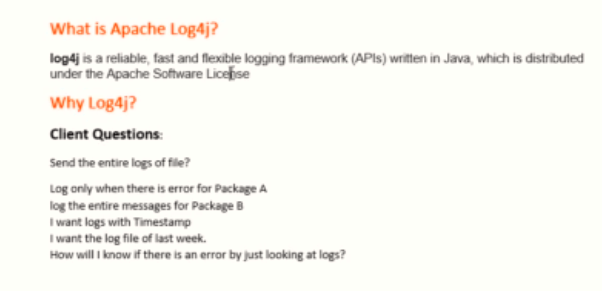 What is Apache Log4j?
log4j is a reliable, fast and flexible logging framework (APIs) written in Java, which is distributed
under the Apache Software License
Why Log4j?
Client Questions:
Send the entire logs of file?
Log only when there is error for Package A
log the entire messages for Package B
I want logs with Timestamp
I want the log file of last week.
How will I know if there is an error by just looking at logs?